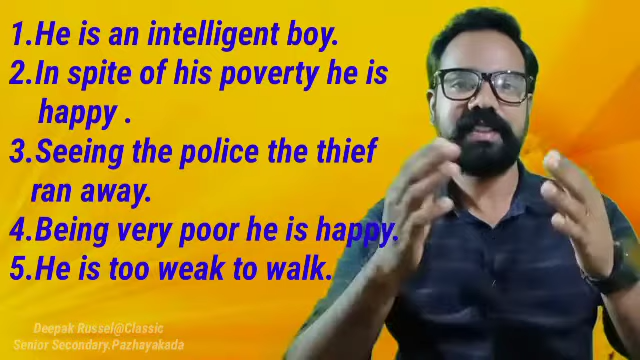 1.He is an intelligent boy.
2.In spite of his poverty he is
happy .
3.Seeing the police the thief
ran away.
4.Being very poor he is happy.
5.He is too weak to walk.
Deepak Russel@Classic
Senior Secondary.Pazhayakada